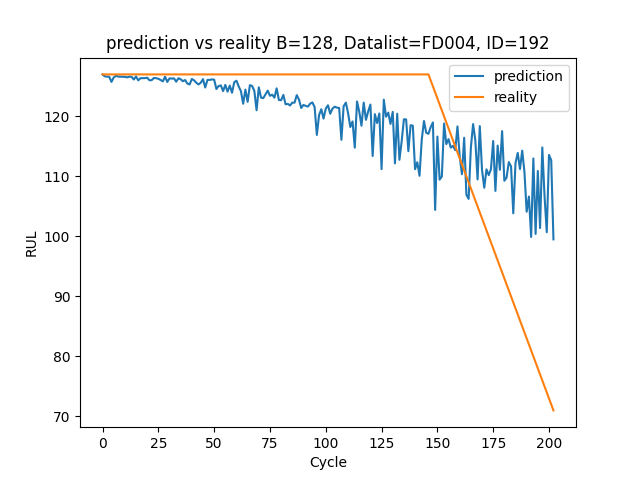 prediction vs reality B=128, Datalist=FD004, ID=192
prediction
reality
RUL
120
110
100
90
80
70
0 25 50 75 100 125 150 175 200
Cycle